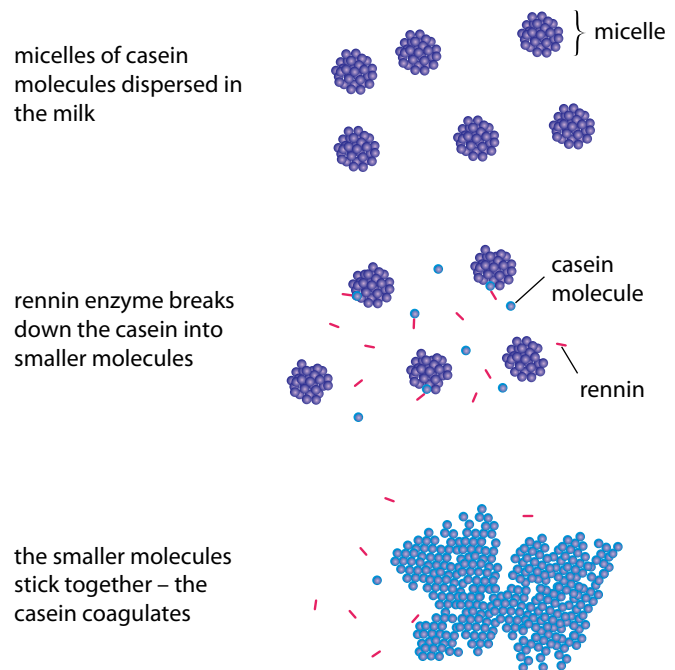 micelles of casein
molecules dispersed in
the milk
micelle
rennin enzyme breaks
down the casein into
smaller molecules
casein
molecule
rennin
the smaller molecules
stick together – the
casein coagulates